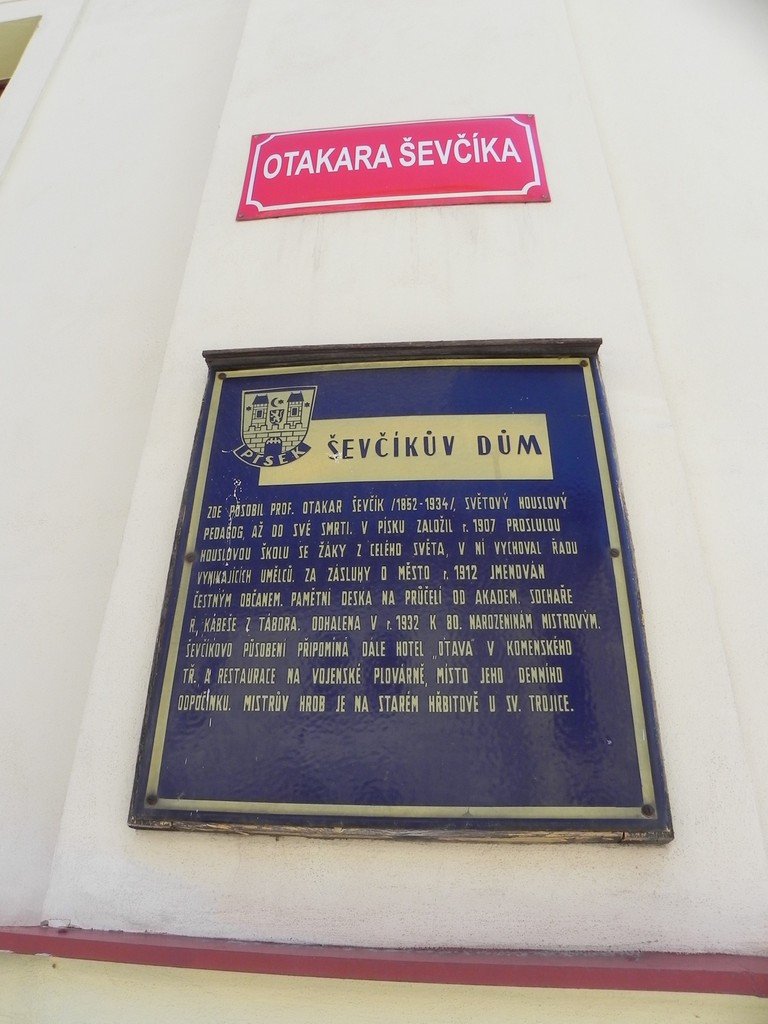 OTAKARA ŠEVČÍKA
PÍSEK
ŠEVČÍKŮV DŮM
ZDE PŮSOBIL PROF. OTAKAR ŠEVČÍK /1852-1934/, SVĚTOVÝ HOUSLOVÝ
PEDAGOG, AŽ DO SVÉ SMRTI. V PÍSKU ZALOŽIL r. 1907 PROSLULOU
HOUSLOVOU ŠKOLU SE ŽÁKY Z CELÉHO SVĚTA, V NÍ VYCHOVAL ŘADU
VYNIKAJÍCÍCH UMĚLCŮ. ZA ZÁSLUHY O MĚSTO r. 1912 JMENOVÁN
ČESTNÝM OBČANEM. PAMĚTNÍ DESKA NA PRŮČELÍ OD AKADEM. SOCHAŘE
R. KÁBEŠE Z TÁBORA. ODHALENA V r. 1932 K 80. NAROZENINÁM MISTROVÝM.
ŠEVČÍKOVO PŮSOBENÍ PŘIPOMÍNÁ DÁLE HOTEL „OTAVA" V KOMENSKÉHO
TŘ. A RESTAURACE NA VOJENSKÉ PLOVÁRNĚ, MÍSTO JEHO DENNÍHO
ODPOČINKU. MISTRŮV HROB JE NA STARÉM HŘBITOVĚ U SV. TROJICE.